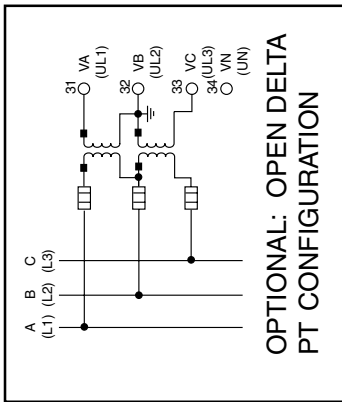 31 VA (UL1)
32 VB (UL2)
33 VC (UL3)
34 VN (UN)
C (L3)
B (L2)
A (L1)
OPTIONAL: OPEN DELTA
PT CONFIGURATION